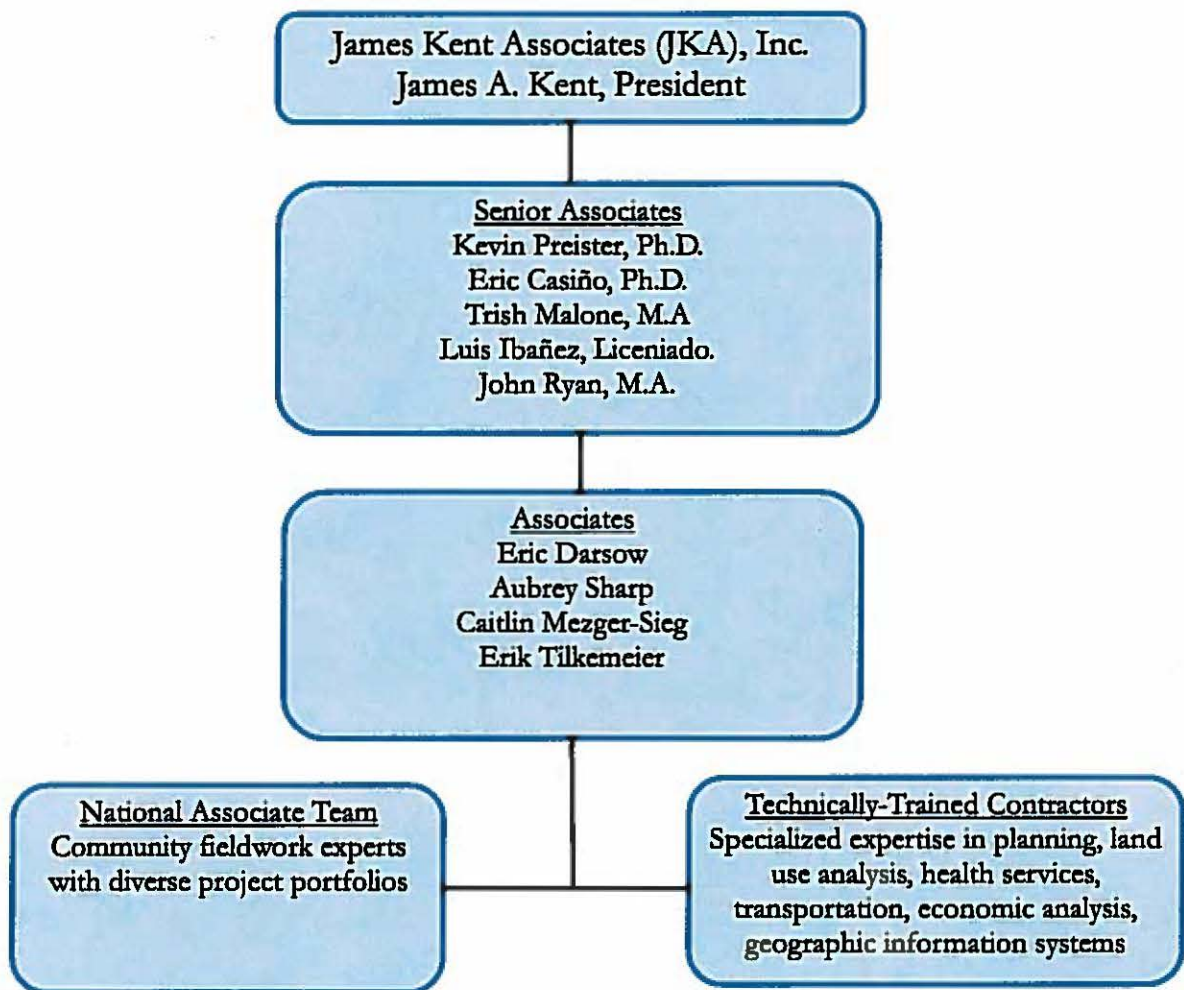 James Kent Associates (JKA), Inc.
James A. Kent, President
Senior Associates
Kevin Preister, Ph.D.
Eric Casiño, Ph.D.
Trish Malone, M.A
Luis Ibañez, Liceniado.
John Ryan, M.A.
Associates
Eric Darsow
Aubrey Sharp
Caitlin Mezger-Sieg
Erik Tilkemeier
National Associate Team
Community fieldwork experts
with diverse project portfolios
Technically-Trained Contractors
Specialized expertise in planning, land
use analysis, health services,
transportation, economic analysis,
geographic information systems